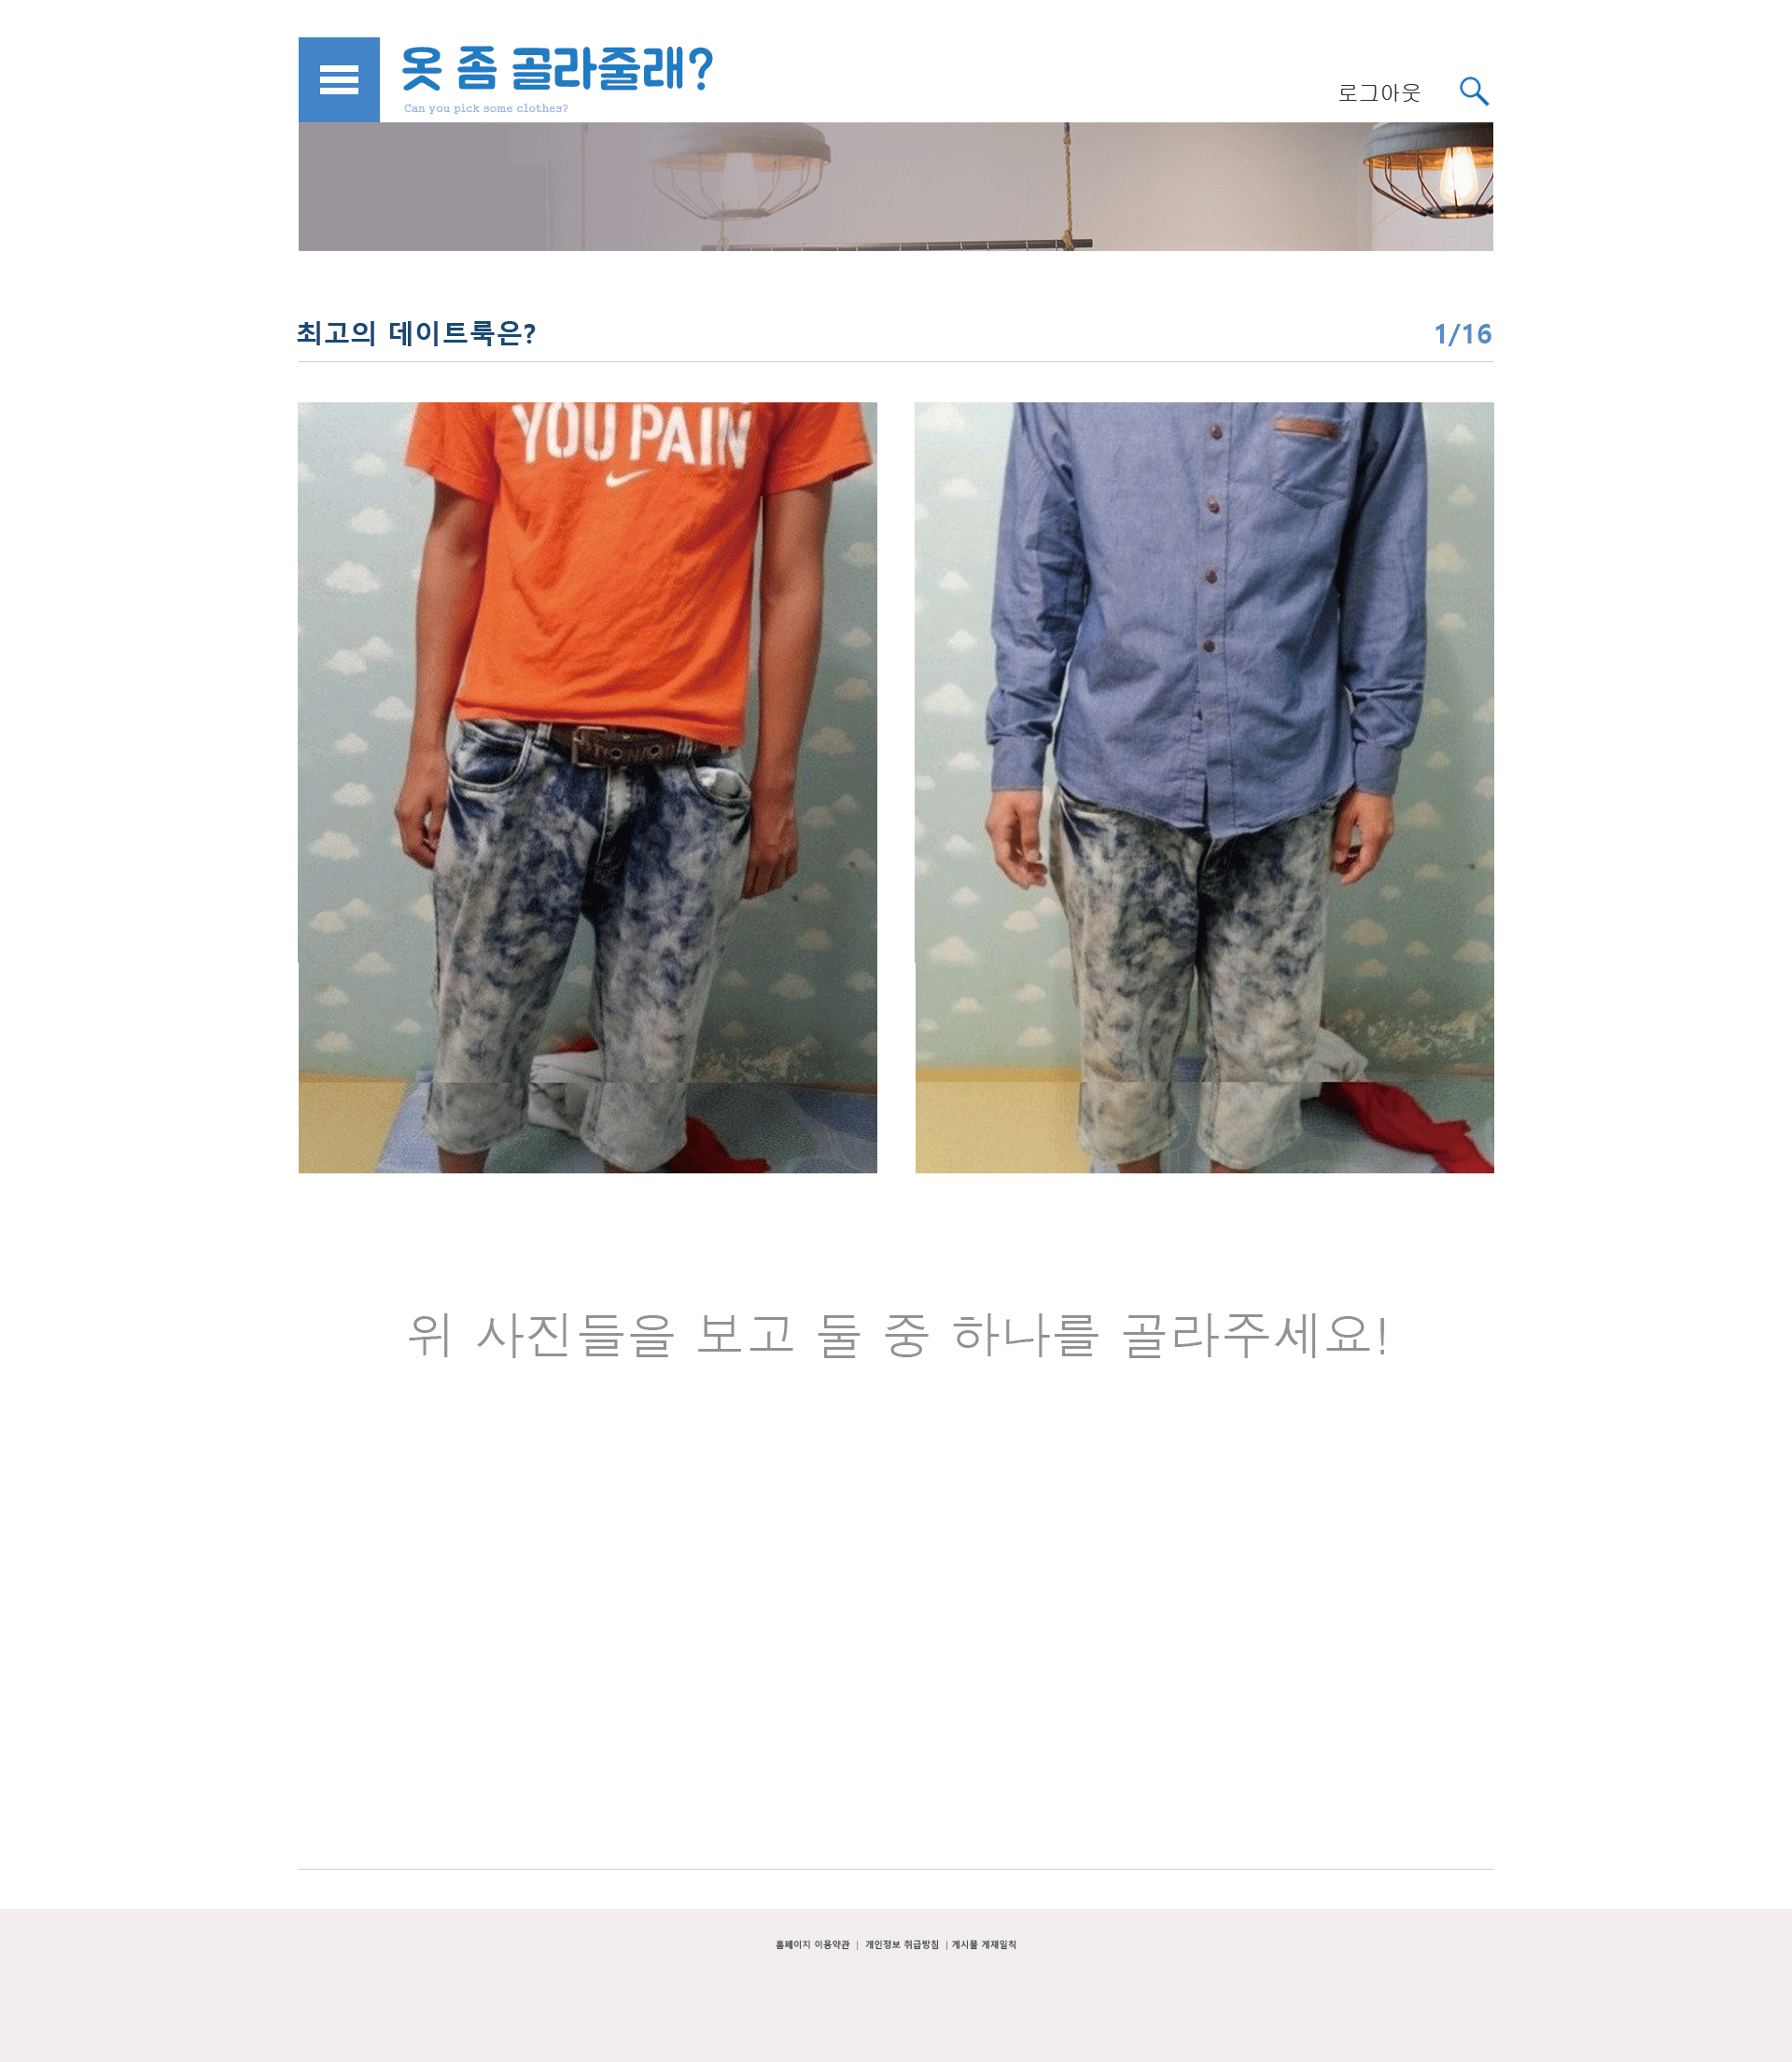 옷 좀 골라줄래?
Can you pick some clothes?
로그아웃
최고의 데이트룩은?
1/16
YOU PAIN
위 사진들을 보고 둘 중 하나를 골라주세요!
홈페이지 이용약관 | 개인정보 취급방침 | 게시물 게재일칙